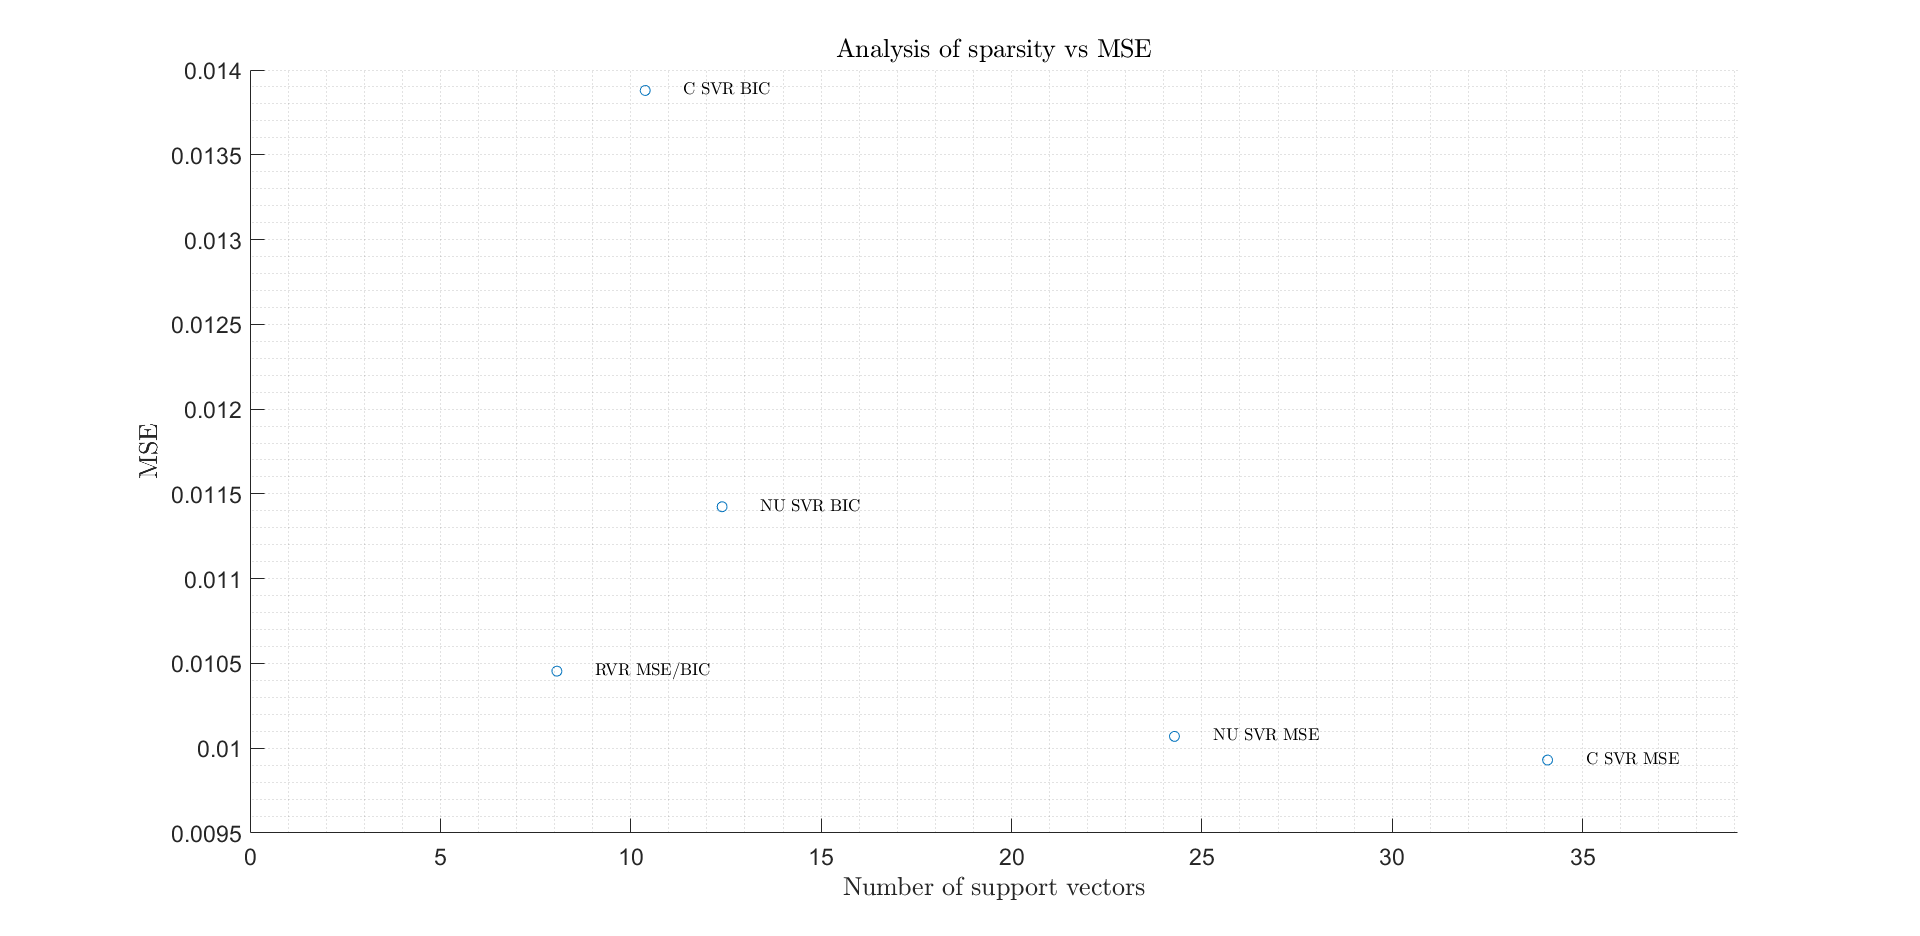 Analysis of sparsity vs MSE
0.014
0.0135
0.013
0.0125
0.012
0.0115
0.011
0.0105
0.01
0.0095
MSE
C SVR BIC
NU SVR BIC
RVR MSE/BIC
NU SVR MSE
C SVR MSE
0 5 10 15 20 25 30 35
Number of support vectors